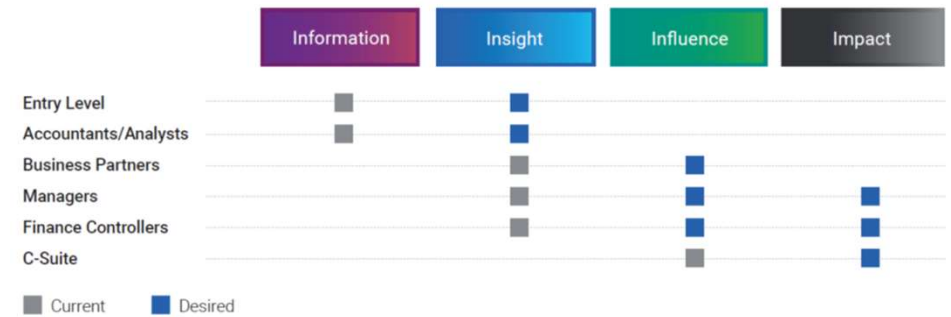 Information Insight Influence Impact
Entry Level
Accountants/Analysts
Business Partners
Managers
Finance Controllers
C-Suite
Current Desired